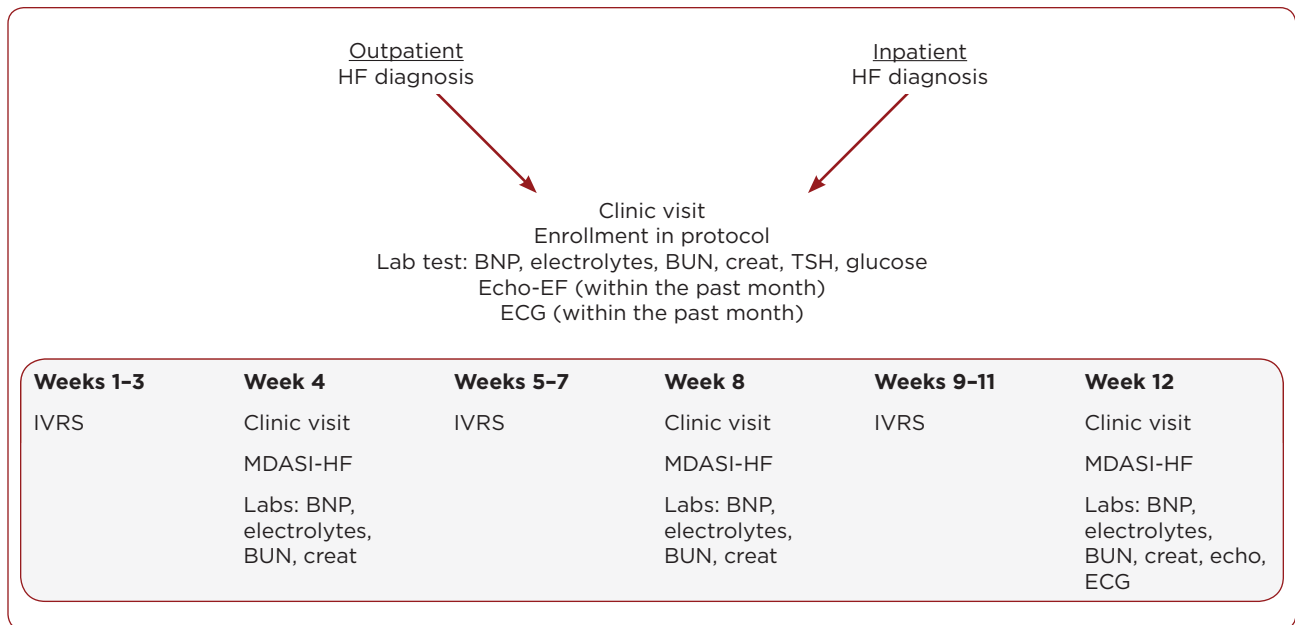 Outpatient
HF diagnosis
Inpatient
HF diagnosis
Clinic visit
Enrollment in protocol
Lab test: BNP, electrolytes, BUN, creat, TSH, glucose
Echo-EF (within the past month)
ECG (within the past month)
Weeks 1–3
IVRS
Week 4
Clinic visit
MDASI-HF
Labs: BNP,
electrolytes,
BUN, creat
Weeks 5–7
IVRS
Week 8
Clinic visit
MDASI-HF
Labs: BNP,
electrolytes,
BUN, creat
Weeks 9–11
IVRS
Week 12
Clinic visit
MDASI-HF
Labs: BNP,
electrolytes,
BUN, creat, echo,
ECG